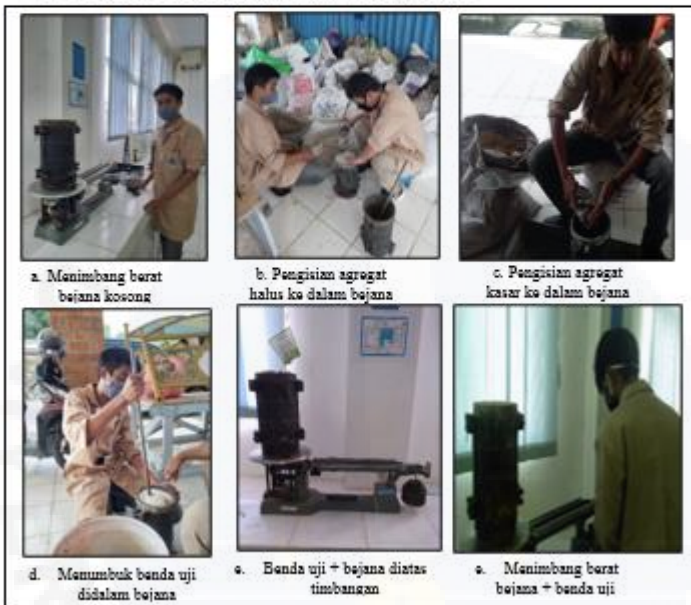 a. Menimbang berat
bejana kosong
b. Pengisian agregat
halus ke dalam bejana
c. Pengisian agregat
kasar ke dalam bejana
d. Menumbuk benda uji
didalam bejana
e. Benda uji + bejana diatas
timbangan
e. Menimbang berat
bejana + benda uji